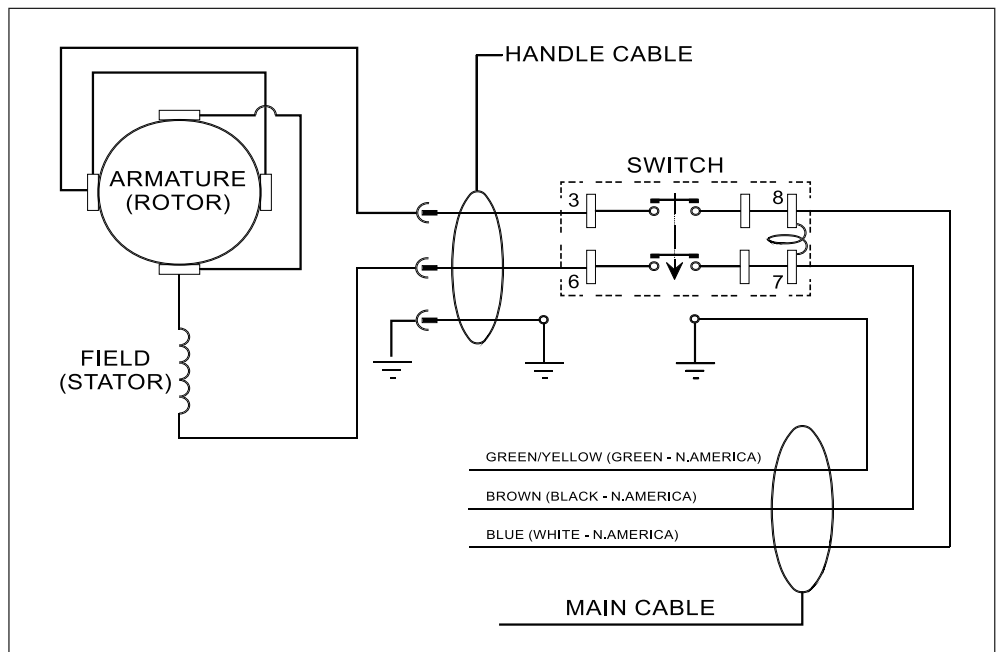 HANDLE CABLE
SWITCH
ARMATURE
(ROTOR)
3
8
6
7
FIELD
(STATOR)
GREEN/YELLOW (GREEN - N.AMERICA)
BROWN (BLACK - N.AMERICA)
BLUE (WHITE - N.AMERICA)
MAIN CABLE